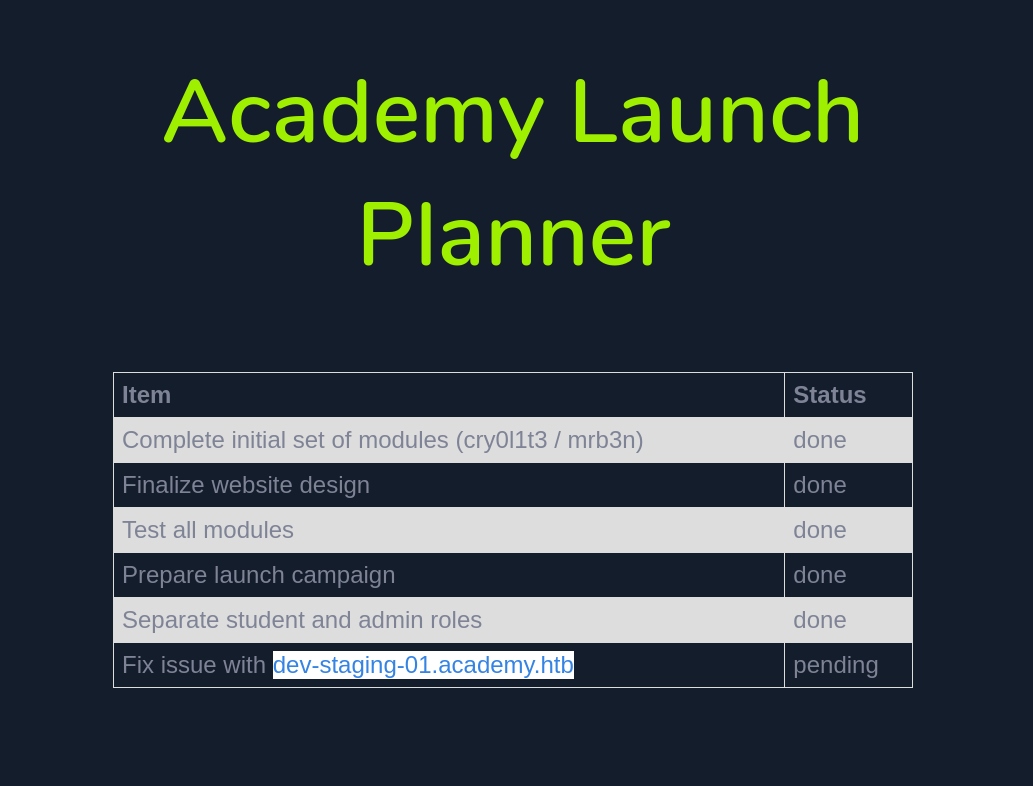 Academy Launch
Planner
Item Status
Complete initial set of modules (cry0l1t3 / mrb3n) done
Finalize website design done
Test all modules done
Prepare launch campaign done
Separate student and admin roles done
Fix issue with dev-staging-01.academy.htb pending